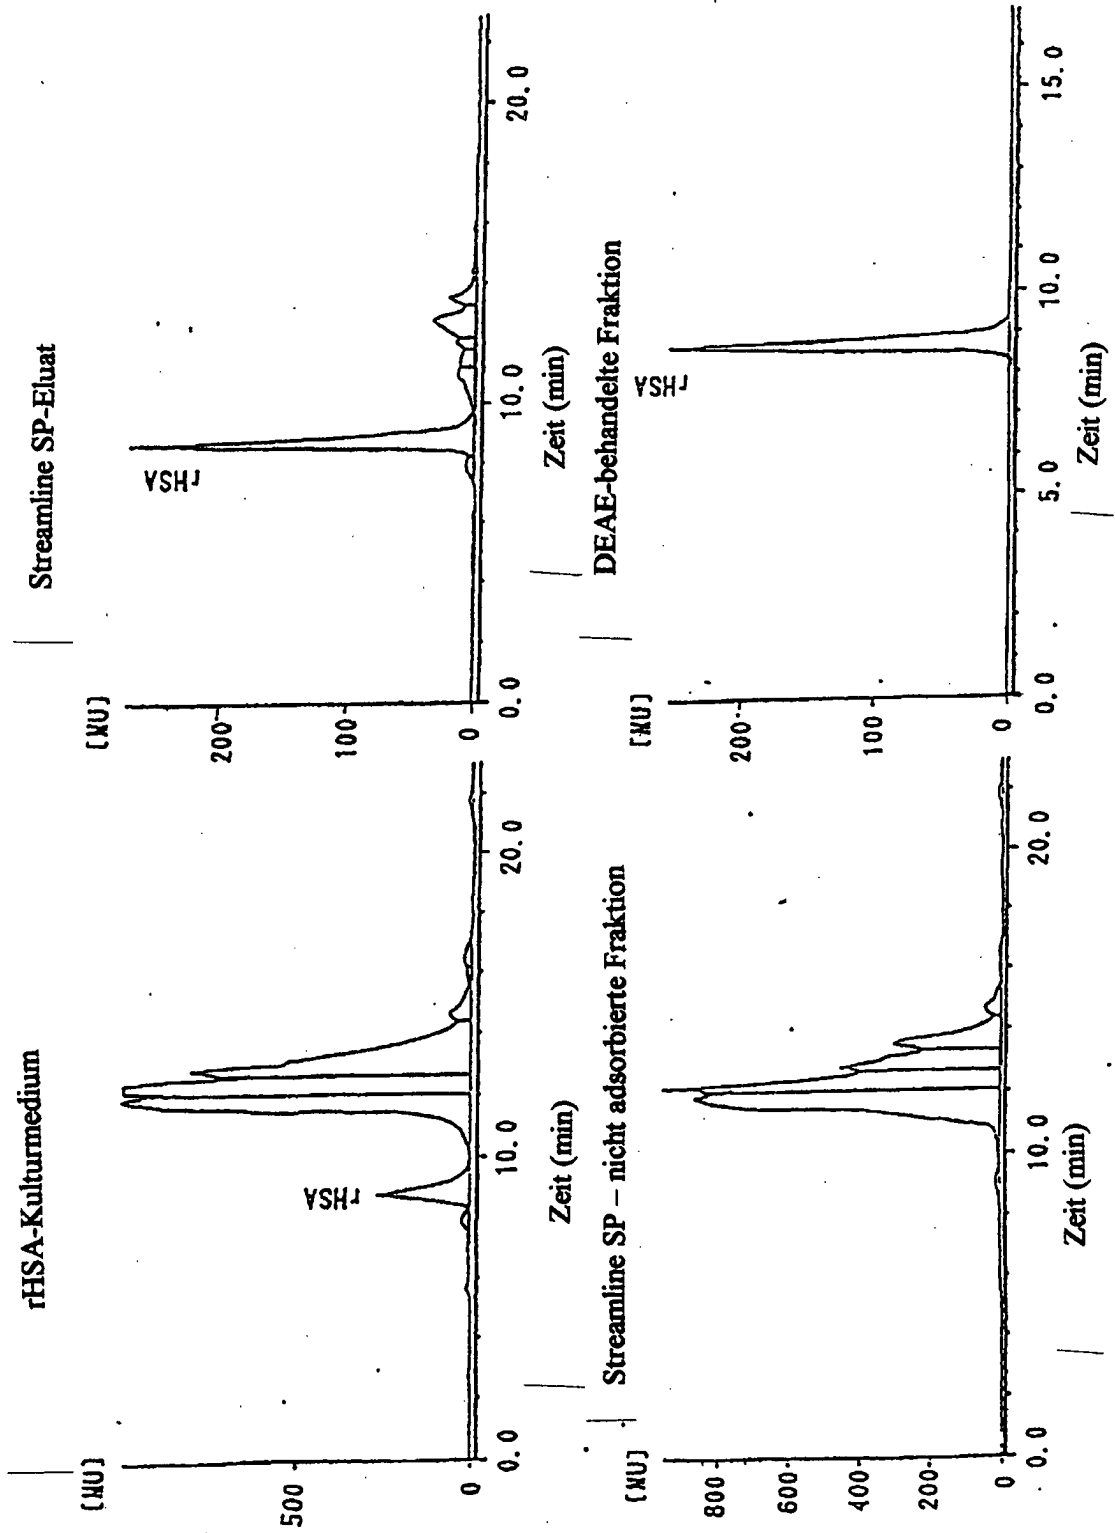 rHSA-Kulturmedium
[MU]
500
0
rHSA
0.0
10.0
20.0
Zeit (min)
Streamline SP-Eluat
[MU]
200
100
0
rHSA
0.0
10.0
20.0
Zeit (min)
Streamline SP – nicht adsorbierte Fraktion
[MU]
800
600
400
200
0
0.0
10.0
20.0
Zeit (min)
DEAE-behandelte Fraktion
[MU]
200
100
0
rHSA
0.0
5.0
10.0
15.0
Zeit (min)